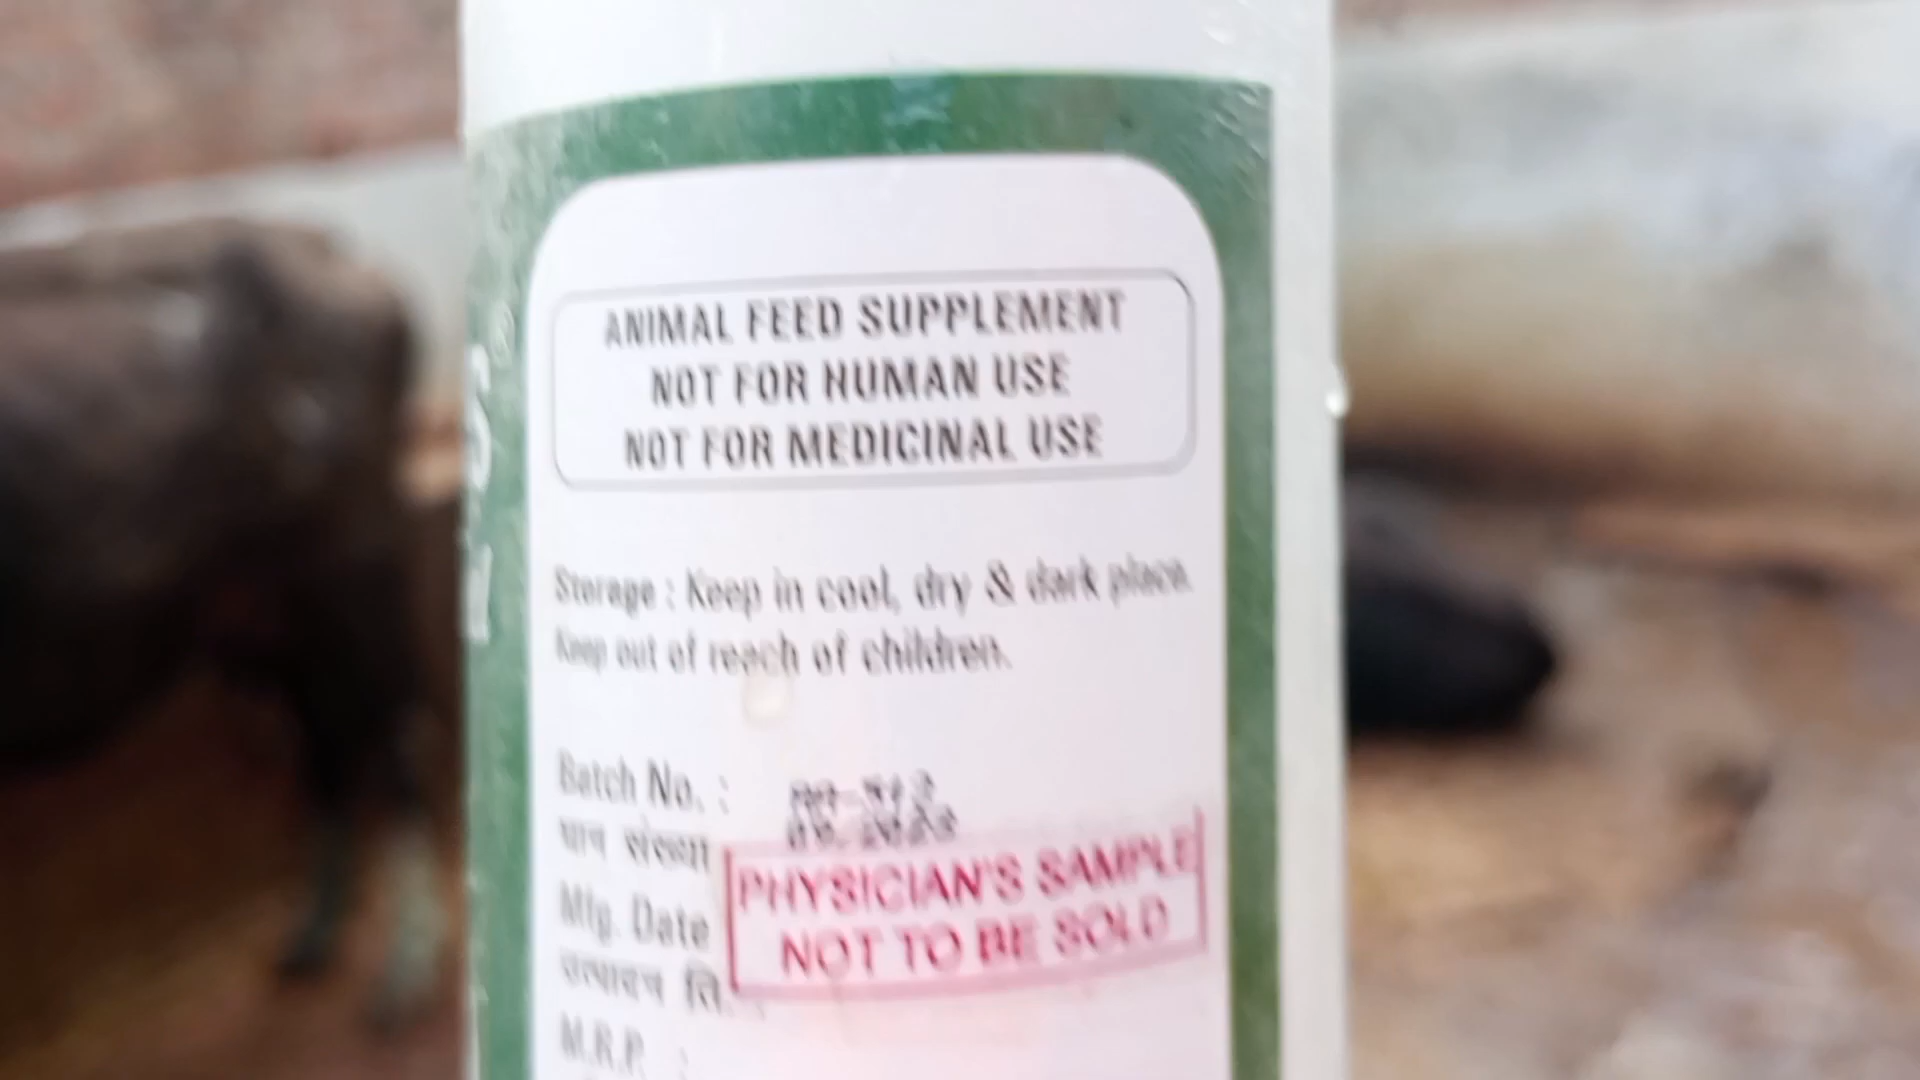 ANIMAL FEED SUPPLEMENT
NOT FOR HUMAN USE
NOT FOR MEDICINAL USE
Storage : Keep in cool, dry & dark place.
Keep out of reach of children.
Batch No. :
PHYSICIAN'S SAMPLE
Mfg. Date
NOT TO BE SOLD
M.R.P. :